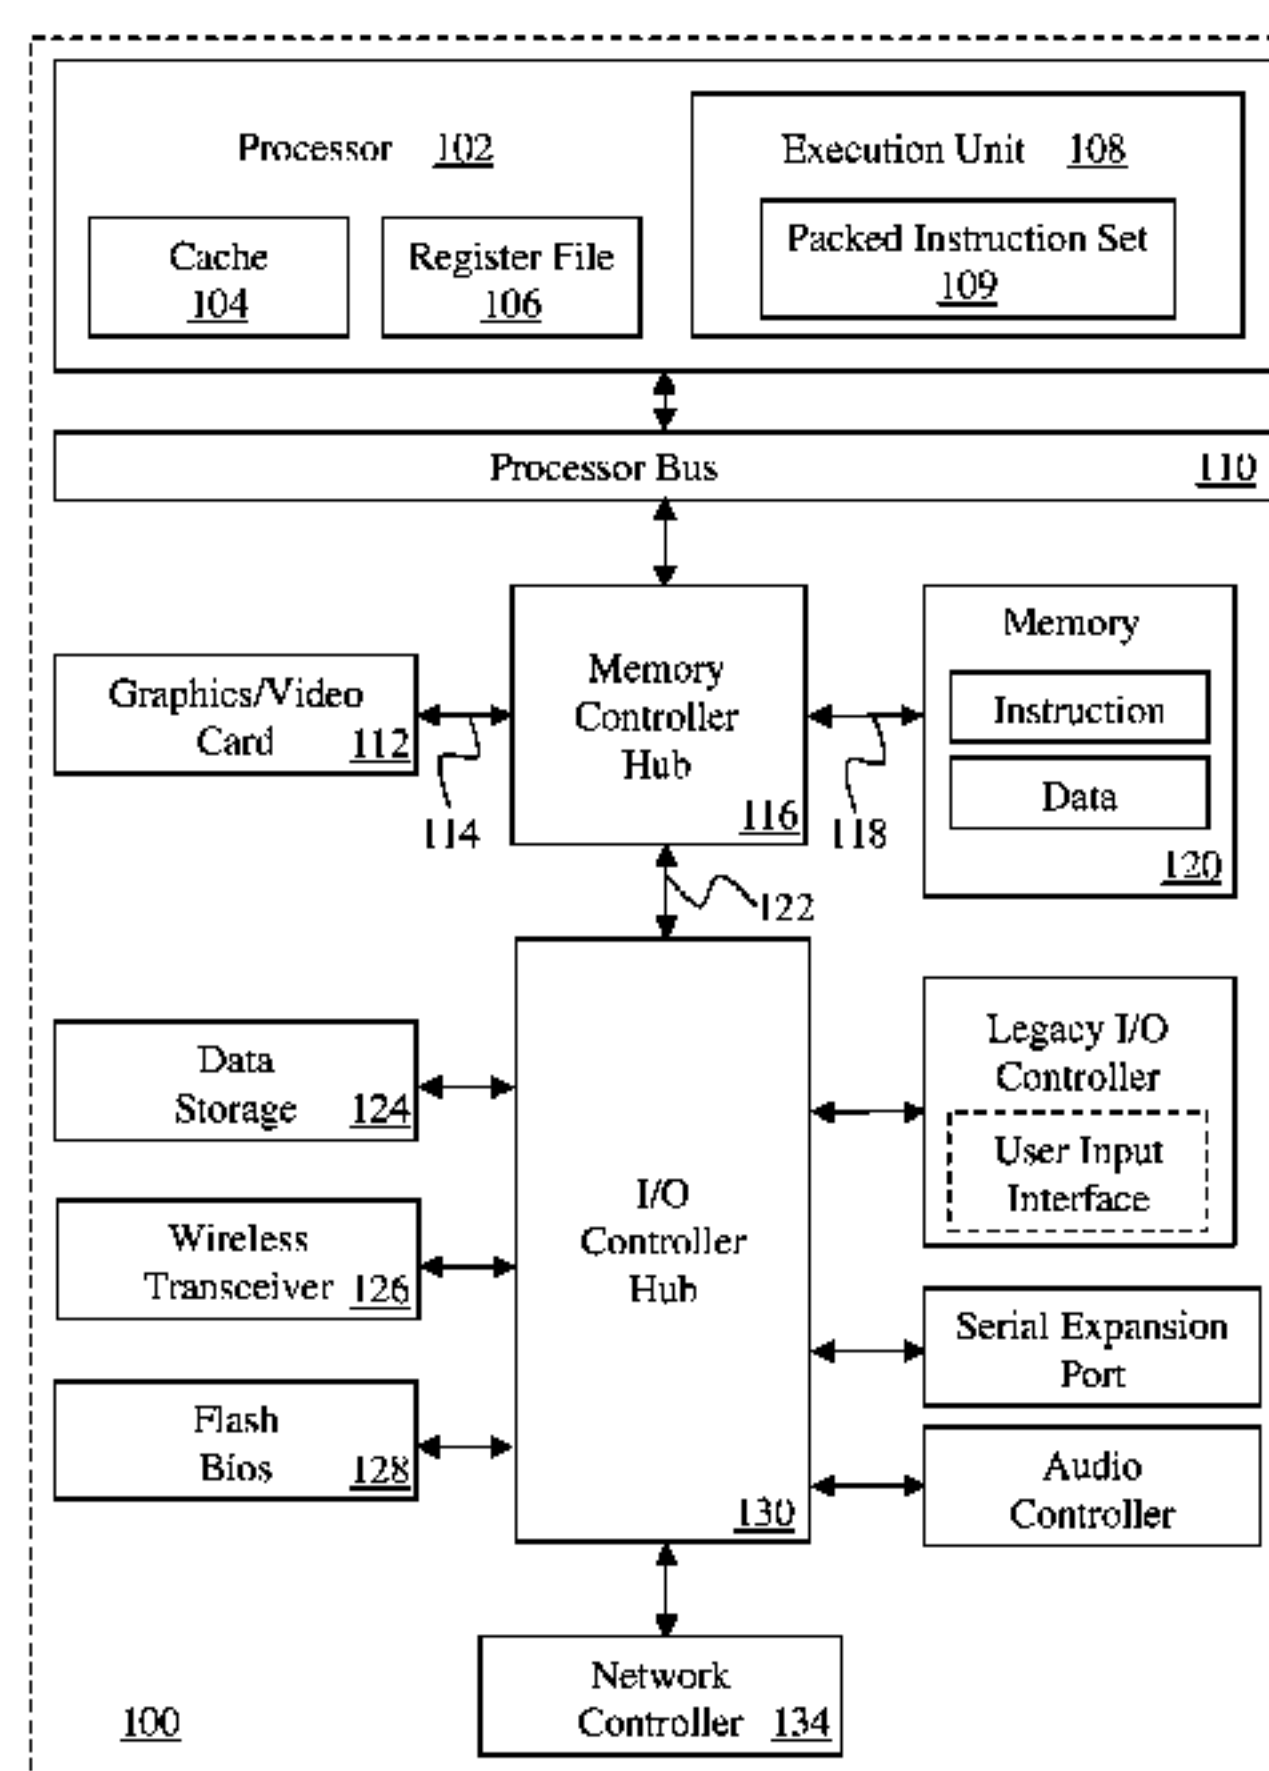 Processor 102
Execution Unit 108
Packed Instruction Set
109
Cache
104
Register File
106
Processor Bus 110
Graphics/Video
Card 112
114
Memory
Controller
Hub
116
118
Memory
Instruction
Data
120
122
Data
Storage 124
Wireless
Transceiver 126
Flash
Bios 128
I/O
Controller
Hub
130
Legacy I/O
Controller
User Input
Interface
Serial Expansion
Port
Audio
Controller
Network
Controller 134
100